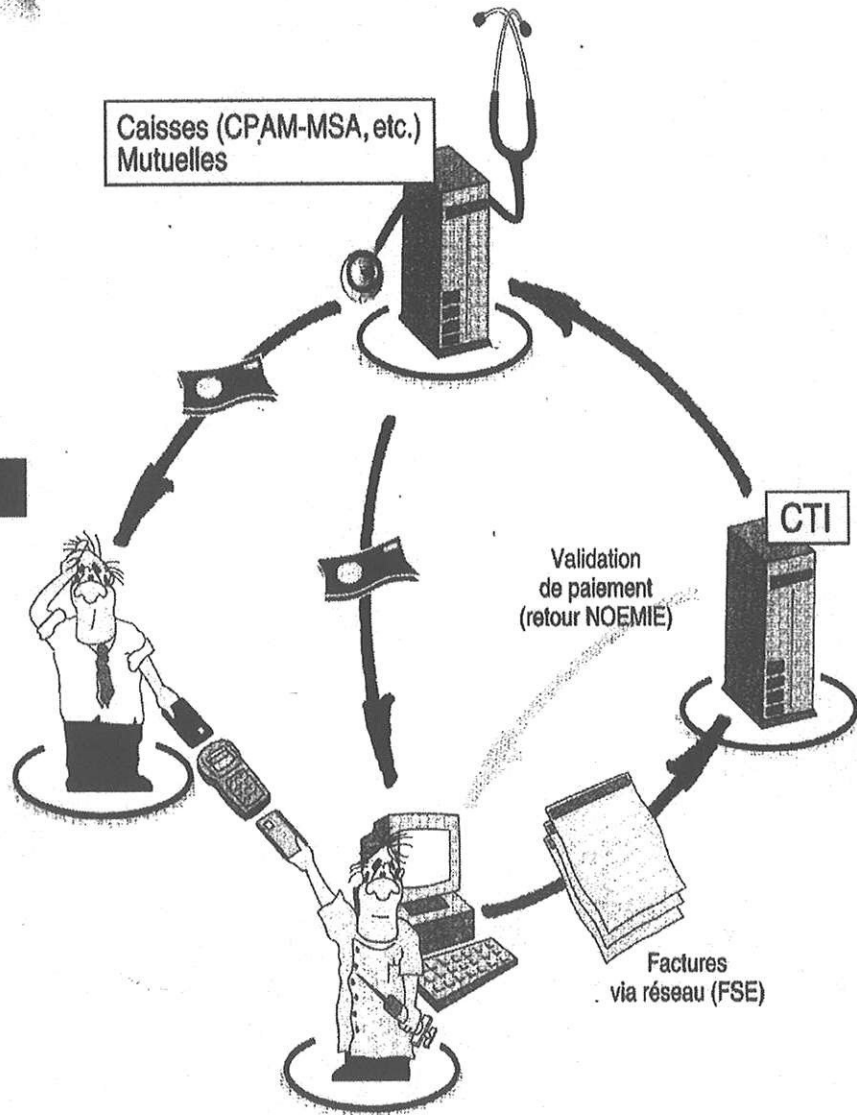 Caisses (CPAM-MSA, etc.)
Mutuelles
CTI
Validation
de paiement
(retour NOEMIE)
Factures
via réseau (FSE)